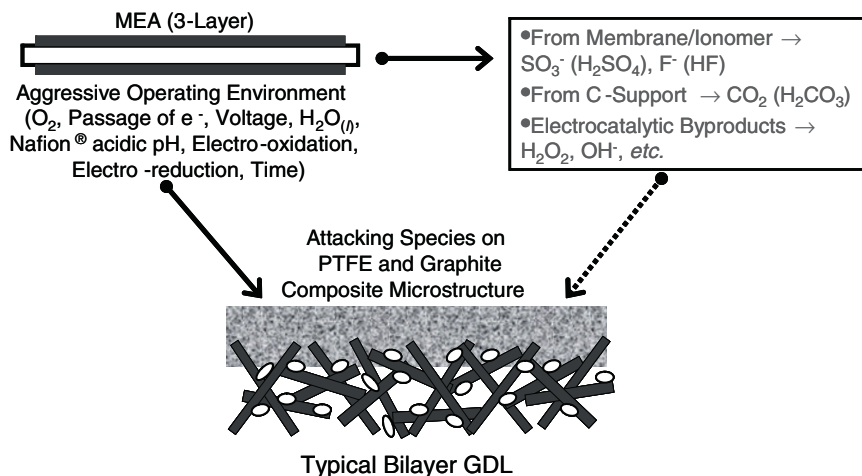 MEA (3-Layer)
Aggressive Operating Environment
(O₂, Passage of e⁻, Voltage, H₂O₍ₗ₎,
Nafion® acidic pH, Electro-oxidation,
Electro -reduction, Time)
•From Membrane/Ionomer →
SO₃⁻ (H₂SO₄), F⁻ (HF)
•From C-Support → CO₂ (H₂CO₃)
•Electrocatalytic Byproducts →
H₂O₂, OH⁻, etc.
Attacking Species on
PTFE and Graphite
Composite Microstructure
Typical Bilayer GDL